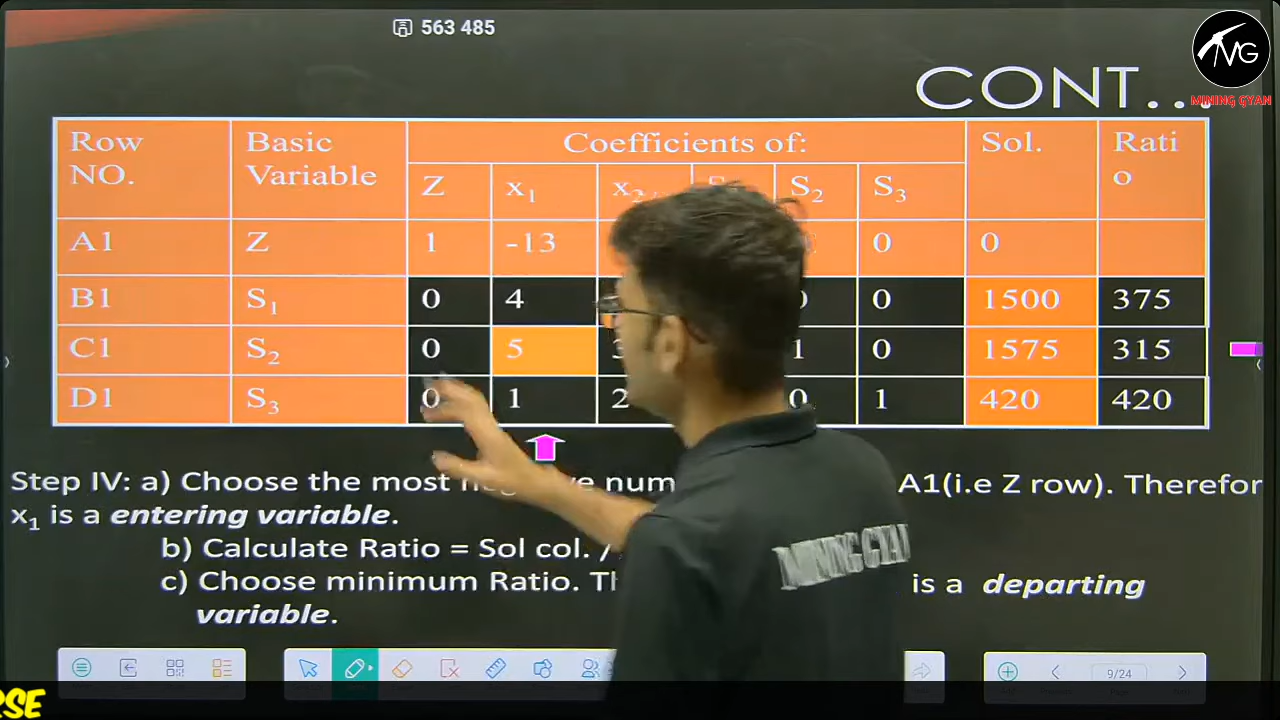 563 485
MG
MINING GYAN
CONT...
Row NO. Basic Variable Coefficients of: Sol. Ratio
Z x1 x2 S2 S3
A1 Z 1 -13 0 0
B1 S1 0 4 0 1500 375
C1 S2 0 5 1 0 1575 315
D1 S3 0 1 2 0 1 420 420
Step IV: a) Choose the most negative num A1(i.e Z row). Therefor
x1 is a entering variable.
b) Calculate Ratio = Sol col. /
c) Choose minimum Ratio. Th is a departing
variable.
MINING GYAN
9/24
RSE